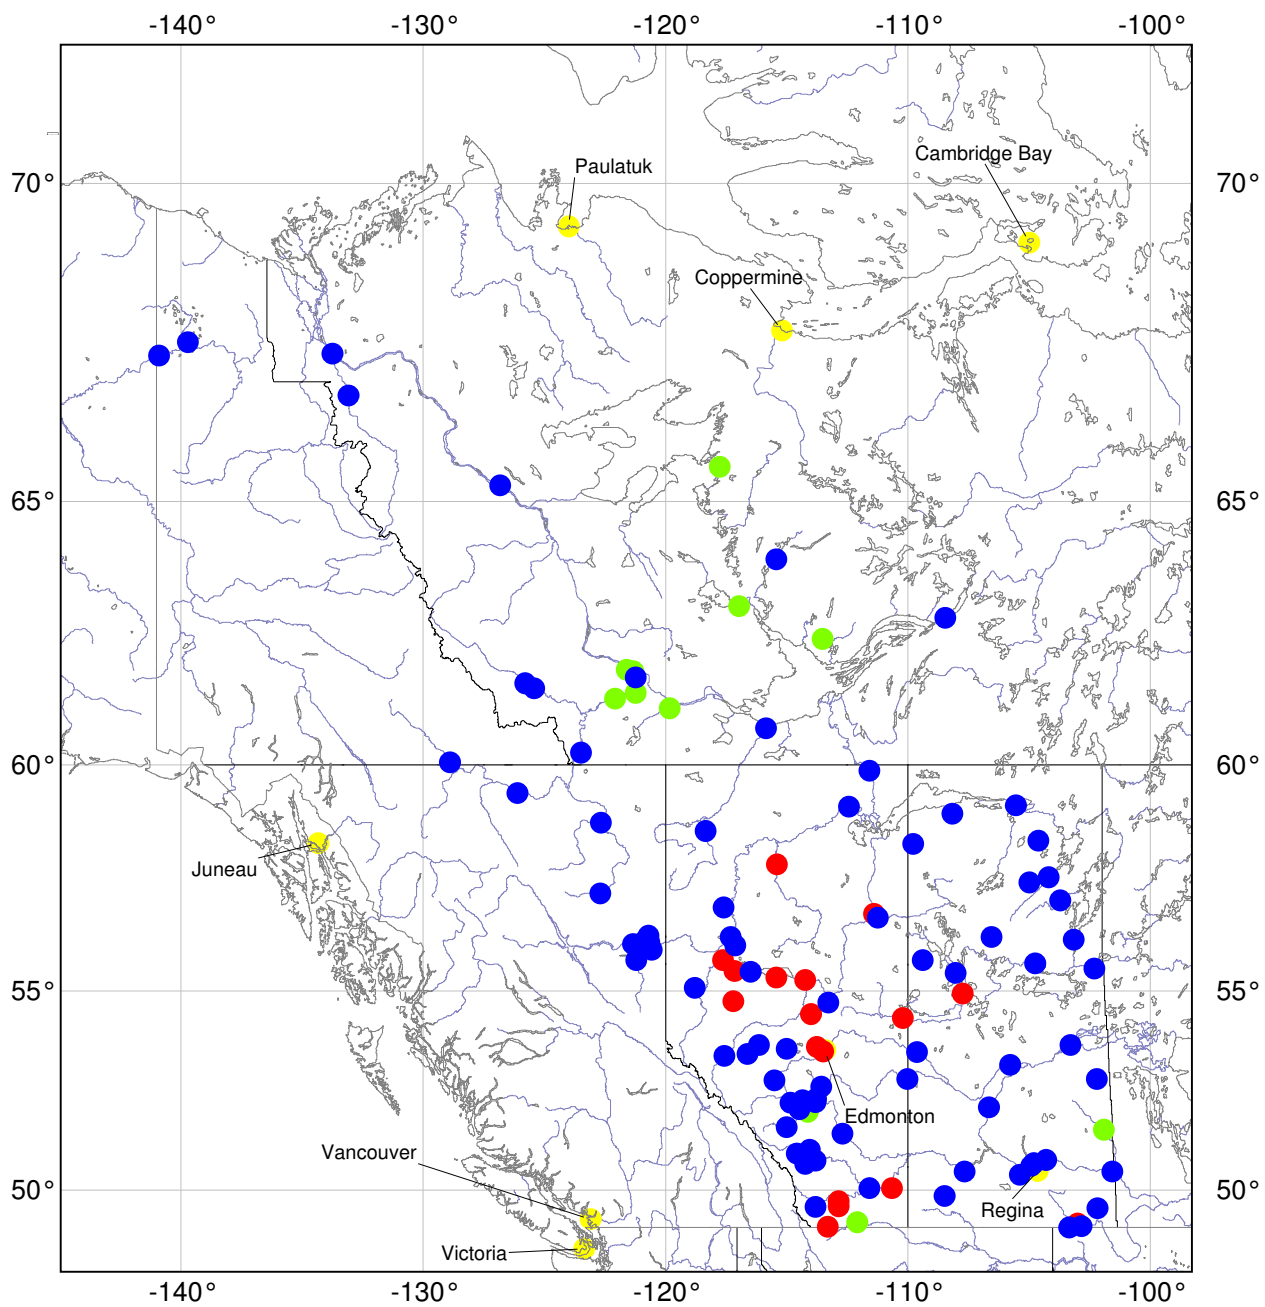 -140° -130° -120° -110° -100°
Cambridge Bay
Paulatuk
70° 70°
Coppermine
65° 65°
60° 60°
Juneau
55° 55°
Edmonton
Vancouver
50° 50°
Regina
Victoria
-140° -130° -120° -110° -100°